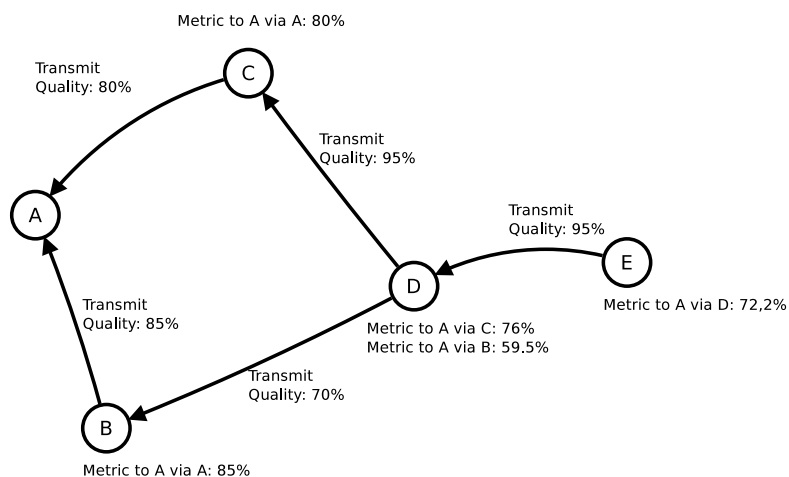 Metric to A via A: 80%
Transmit
Quality: 80%
C
Transmit
Quality: 95%
A
Transmit
Quality: 95%
E
D
Metric to A via D: 72,2%
Transmit
Quality: 85%
Metric to A via C: 76%
Metric to A via B: 59.5%
Transmit
Quality: 70%
B
Metric to A via A: 85%